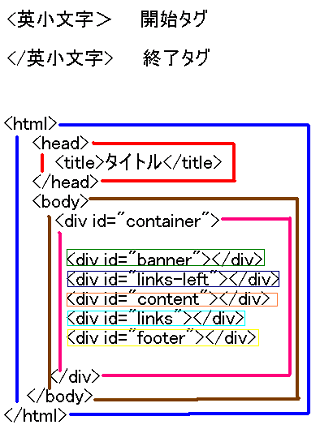 <英小文字＞　開始タグ
</英小文字＞　終了タグ
<html>
<head>
<title>タイトル</title>
</head>
<body>
<div id="container">
<div id="banner"></div>
<div id="links-left"></div>
<div id="content"></div>
<div id="links"></div>
<div id="footer"></div>
</div>
</body>
</html>